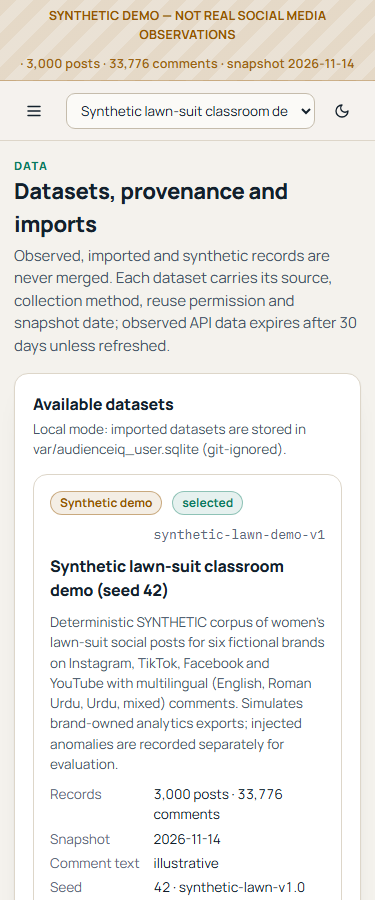 SYNTHETIC DEMO — NOT REAL SOCIAL MEDIA
OBSERVATIONS
· 3,000 posts · 33,776 comments · snapshot 2026-11-14
Synthetic lawn-suit classroom de
DATA
Datasets, provenance and
imports
Observed, imported and synthetic records are
never merged. Each dataset carries its source,
collection method, reuse permission and
snapshot date; observed API data expires after 30
days unless refreshed.
Available datasets
Local mode: imported datasets are stored in
var/audienceiq_user.sqlite (git-ignored).
Synthetic demo selected
synthetic-lawn-demo-v1
Synthetic lawn-suit classroom
demo (seed 42)
Deterministic SYNTHETIC corpus of women's
lawn-suit social posts for six fictional brands
on Instagram, TikTok, Facebook and
YouTube with multilingual (English, Roman
Urdu, Urdu, mixed) comments. Simulates
brand-owned analytics exports; injected
anomalies are recorded separately for
evaluation.
Records 3,000 posts · 33,776
comments
Snapshot 2026-11-14
Comment text illustrative
Seed 42 · synthetic-lawn-v1.0